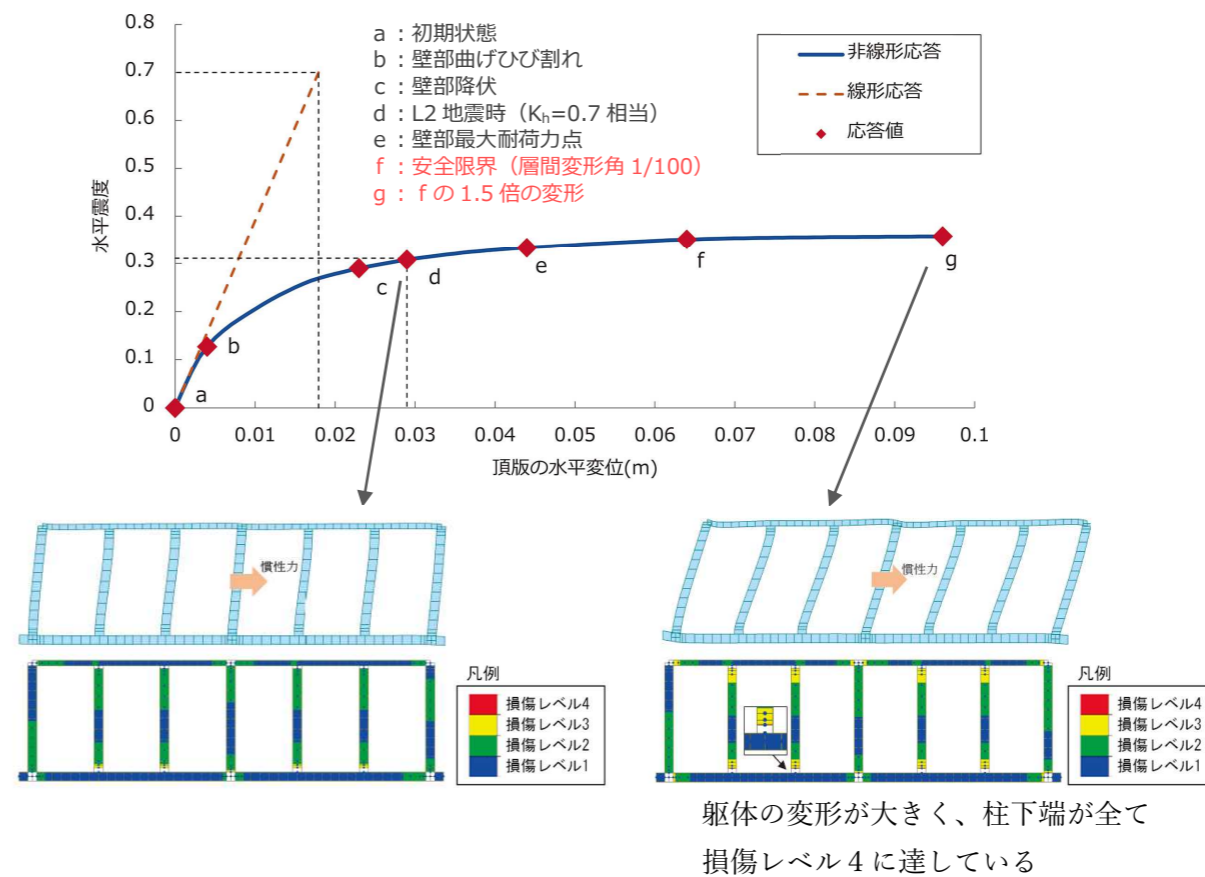 0.8
0.7
0.6
0.5
0.4
0.3
0.2
0.1
0
水平震度
a：初期状態
b：壁部曲げひび割れ
c：壁部降伏
d：L2 地震時（Kₕ=0.7 相当）
e：壁部最大耐荷力点
f：安全限界（層間変形角 1/100）
g：f の 1.5 倍の変形
非線形応答
線形応答
応答値
a
b
c
d
e
f
g
0 0.01 0.02 0.03 0.04 0.05 0.06 0.07 0.08 0.09 0.1
頂版の水平変位(m)
慣性力
慣性力
凡例
損傷レベル4
損傷レベル3
損傷レベル2
損傷レベル1
凡例
損傷レベル4
損傷レベル3
損傷レベル2
損傷レベル1
躯体の変形が大きく、柱下端が全て
損傷レベル 4 に達している